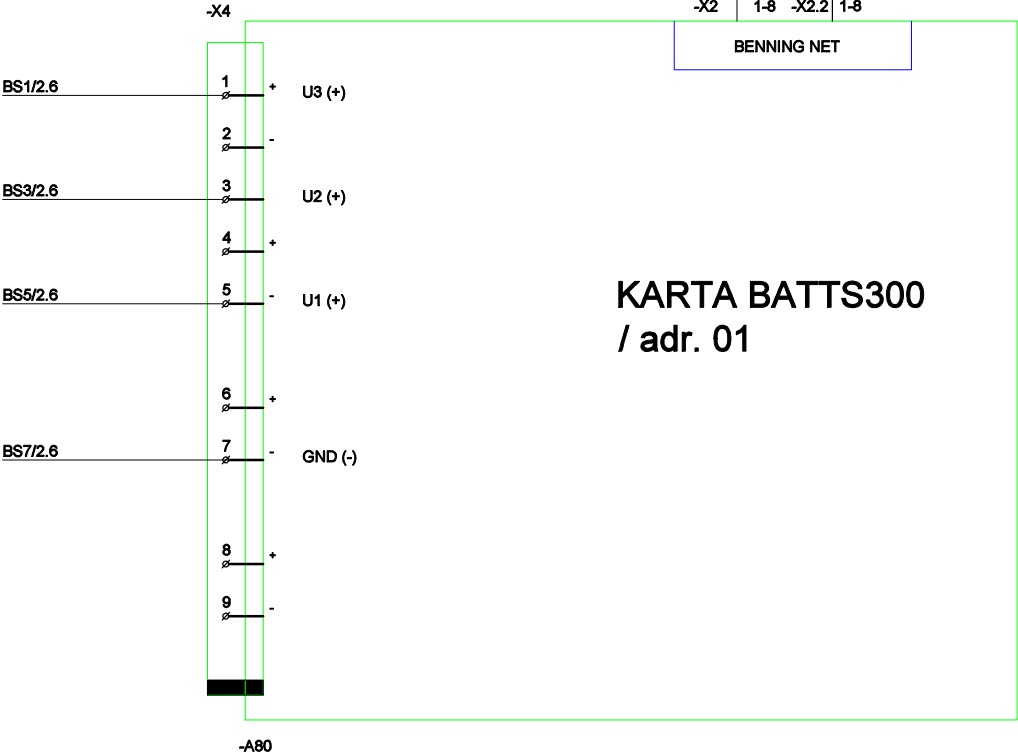 -X4
-X2 1-8 -X2.2 1-8
BENNING NET
BS1/2.6 1 + U3 (+)
2 -
BS3/2.6 3 U2 (+)
4 +
BS5/2.6 5 - U1 (+)
KARTA BATTS300
/ adr. 01
6 +
BS7/2.6 7 - GND (-)
8 +
9 -
-A80